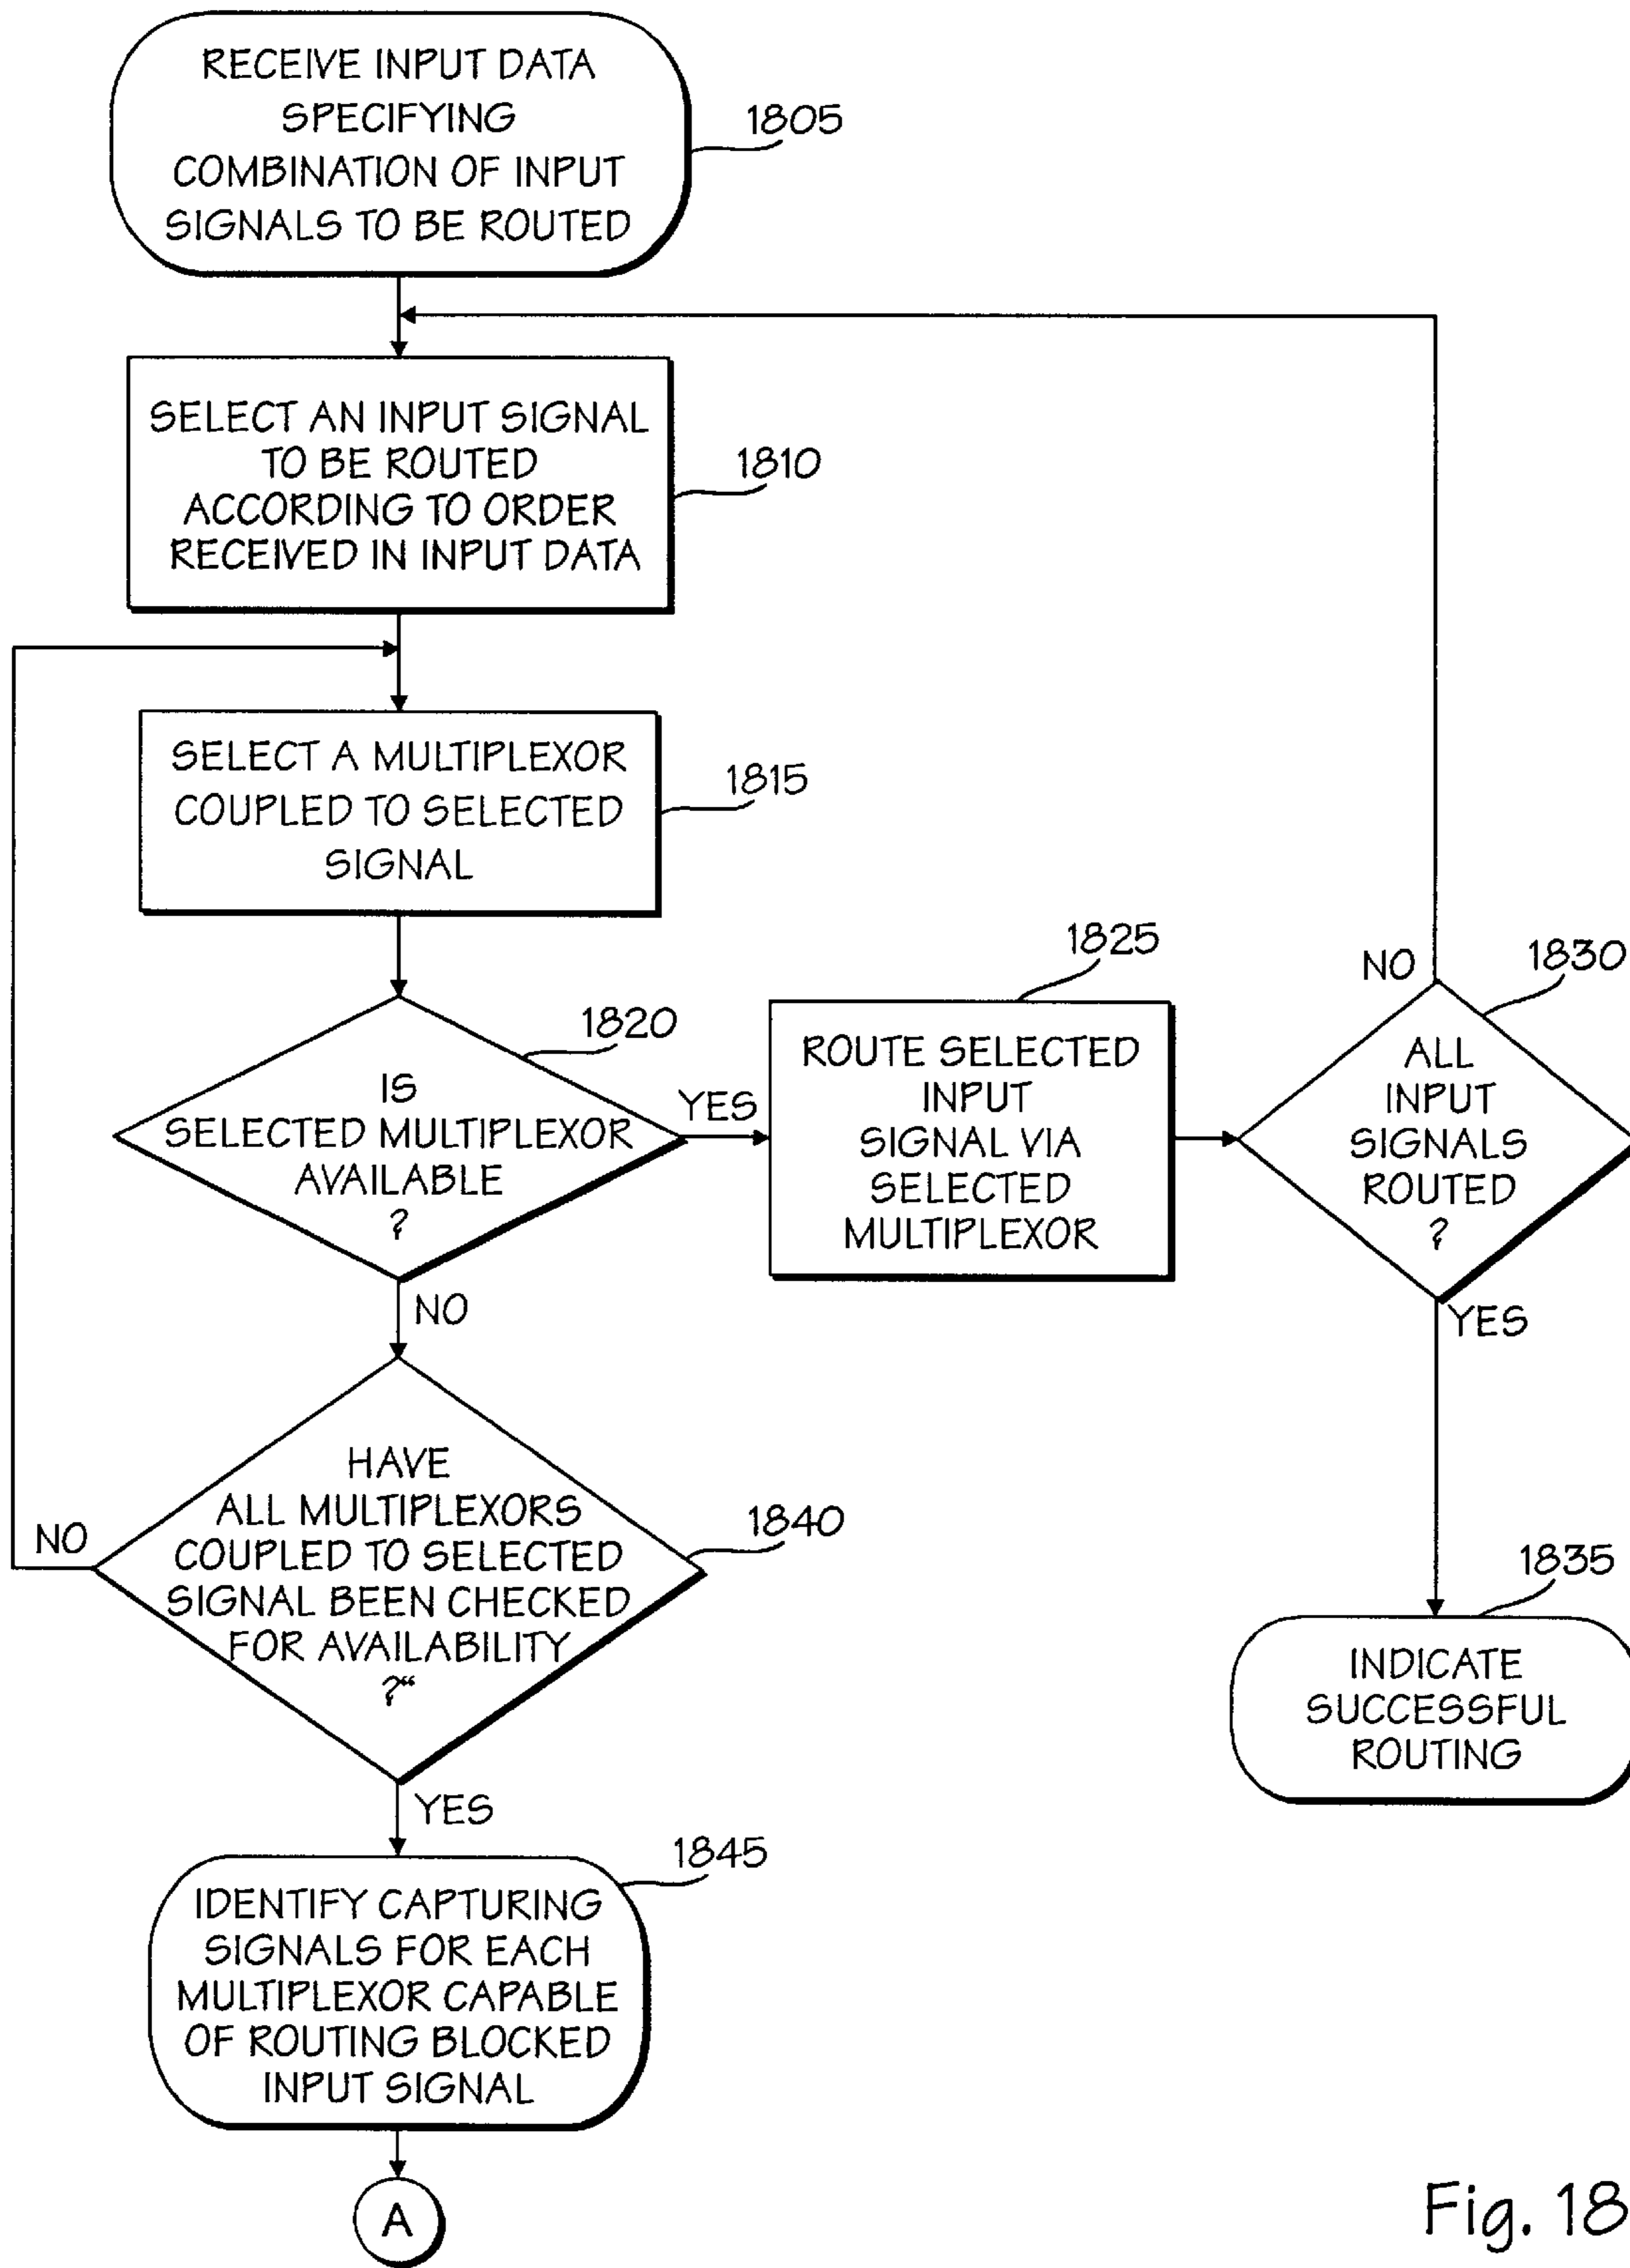 RECEIVE INPUT DATA
SPECIFYING
COMBINATION OF INPUT
SIGNALS TO BE ROUTED
1805
SELECT AN INPUT SIGNAL
TO BE ROUTED
ACCORDING TO ORDER
RECEIVED IN INPUT DATA
1810
SELECT A MULTIPLEXOR
COUPLED TO SELECTED
SIGNAL
1815
IS
SELECTED MULTIPLEXOR
AVAILABLE
?
1820
YES
NO
ROUTE SELECTED
INPUT
SIGNAL VIA
SELECTED
MULTIPLEXOR
1825
ALL
INPUT
SIGNALS
ROUTED
?
1830
NO
YES
INDICATE
SUCCESSFUL
ROUTING
1835
HAVE
ALL MULTIPLEXORS
COUPLED TO SELECTED
SIGNAL BEEN CHECKED
FOR AVAILABILITY
?“
1840
NO
YES
IDENTIFY CAPTURING
SIGNALS FOR EACH
MULTIPLEXOR CAPABLE
OF ROUTING BLOCKED
INPUT SIGNAL
1845
A
Fig. 18